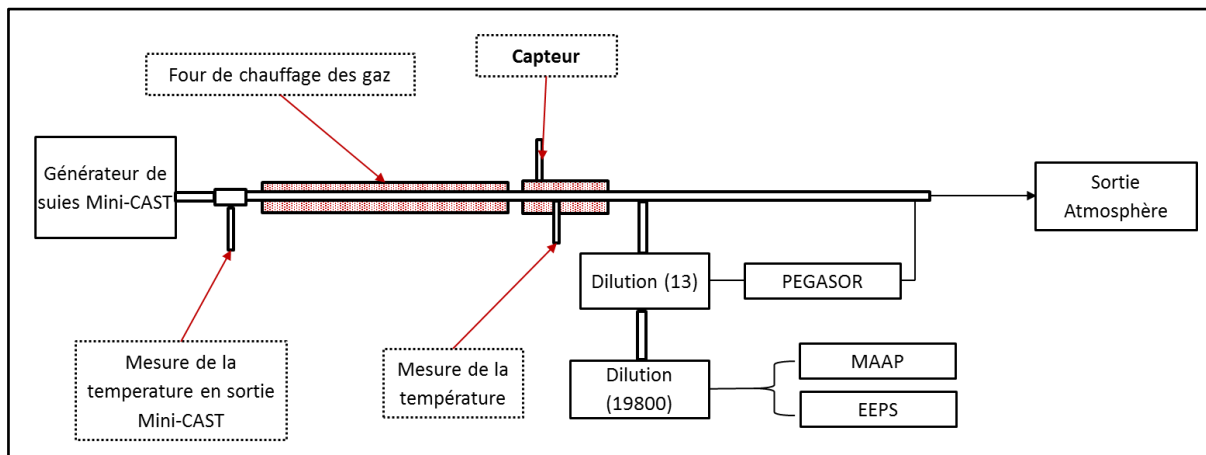 Four de chauffage des gaz
Capteur
Générateur de
suies Mini-CAST
Sortie
Atmosphère
Dilution (13)
PEGASOR
Mesure de la
temperature en sortie
Mini-CAST
Mesure de la
température
Dilution
(19800)
MAAP
EEPS